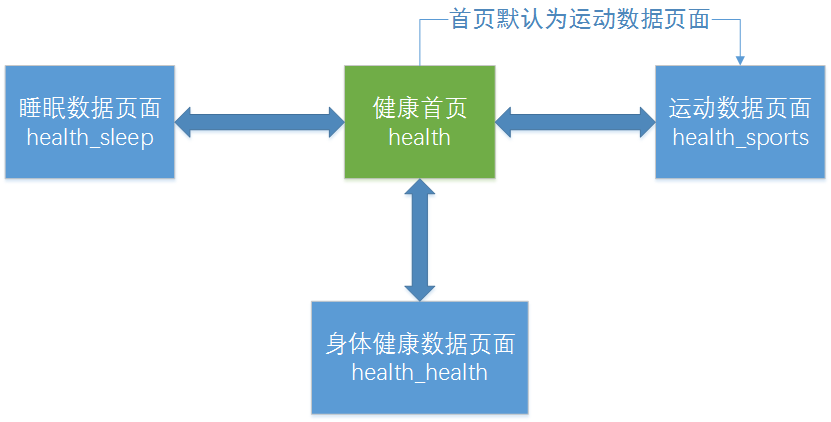 首页默认为运动数据页面
睡眠数据页面
health_sleep
健康首页
health
运动数据页面
health_sports
身体健康数据页面
health_health